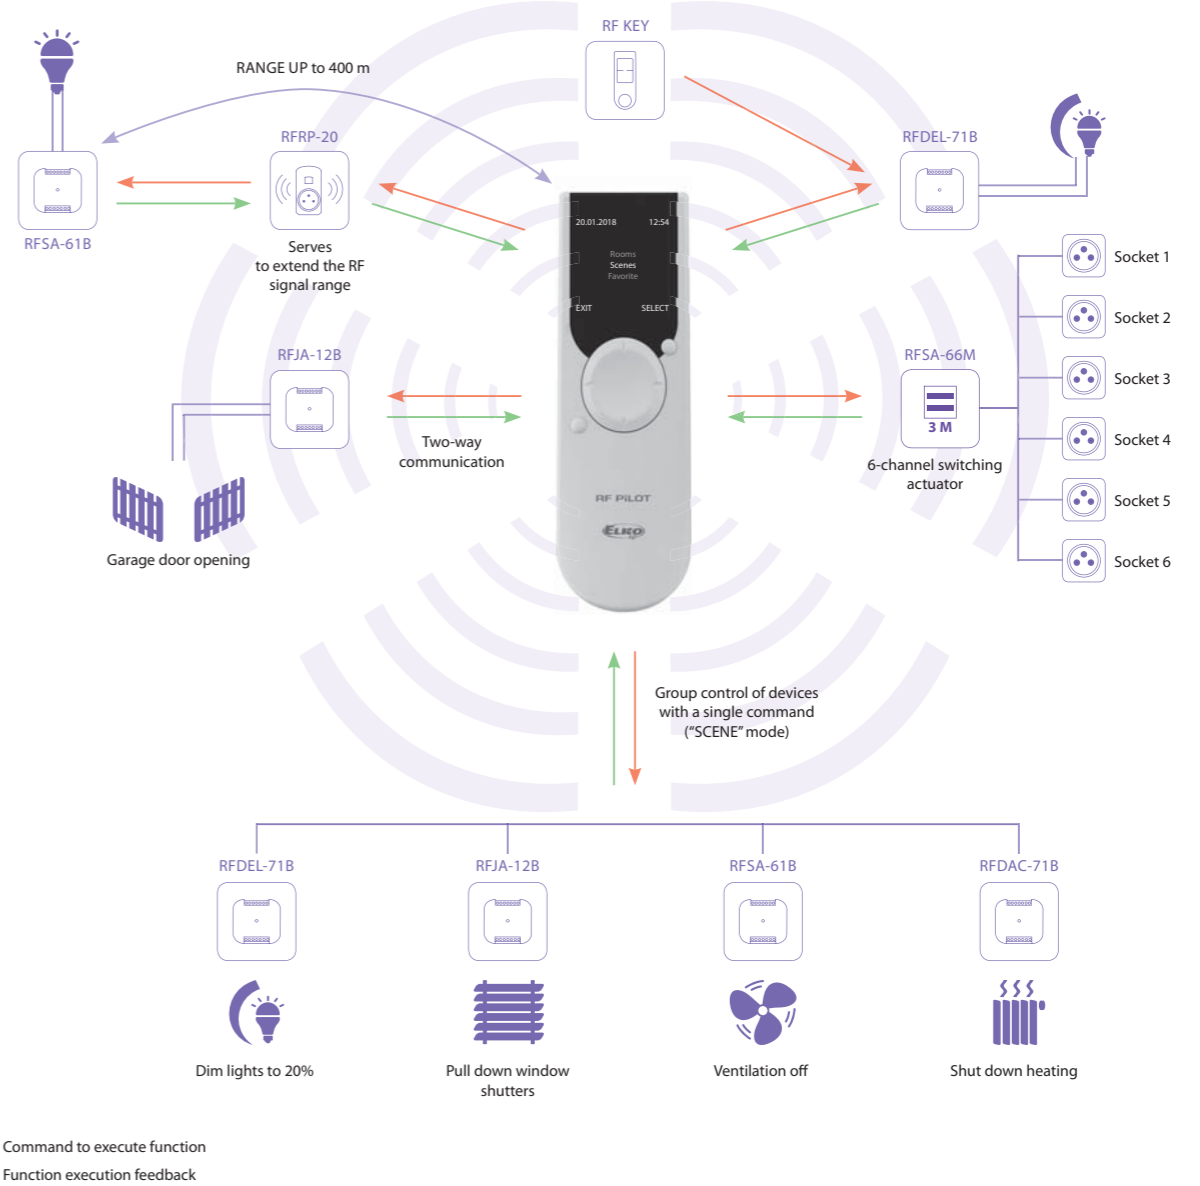 RF KEY
RANGE UP to 400 m
RFRP-20
RFDEL-71B
RFSA-61B
Serves
to extend the RF
signal range
20.01.2018 12:54
Rooms
Scenes
Favorite
EXIT SELECT
Socket 1
Socket 2
Socket 3
Socket 4
Socket 5
Socket 6
RFJA-12B
RFSA-66M
3 M
Two-way
communication
6-channel switching
actuator
RF PILOT
ELKO
Garage door opening
Group control of devices
with a single command
("SCENE" mode)
RFDEL-71B
RFJA-12B
RFSA-61B
RFDAC-71B
Dim lights to 20%
Pull down window
shutters
Ventilation off
Shut down heating
Command to execute function
Function execution feedback